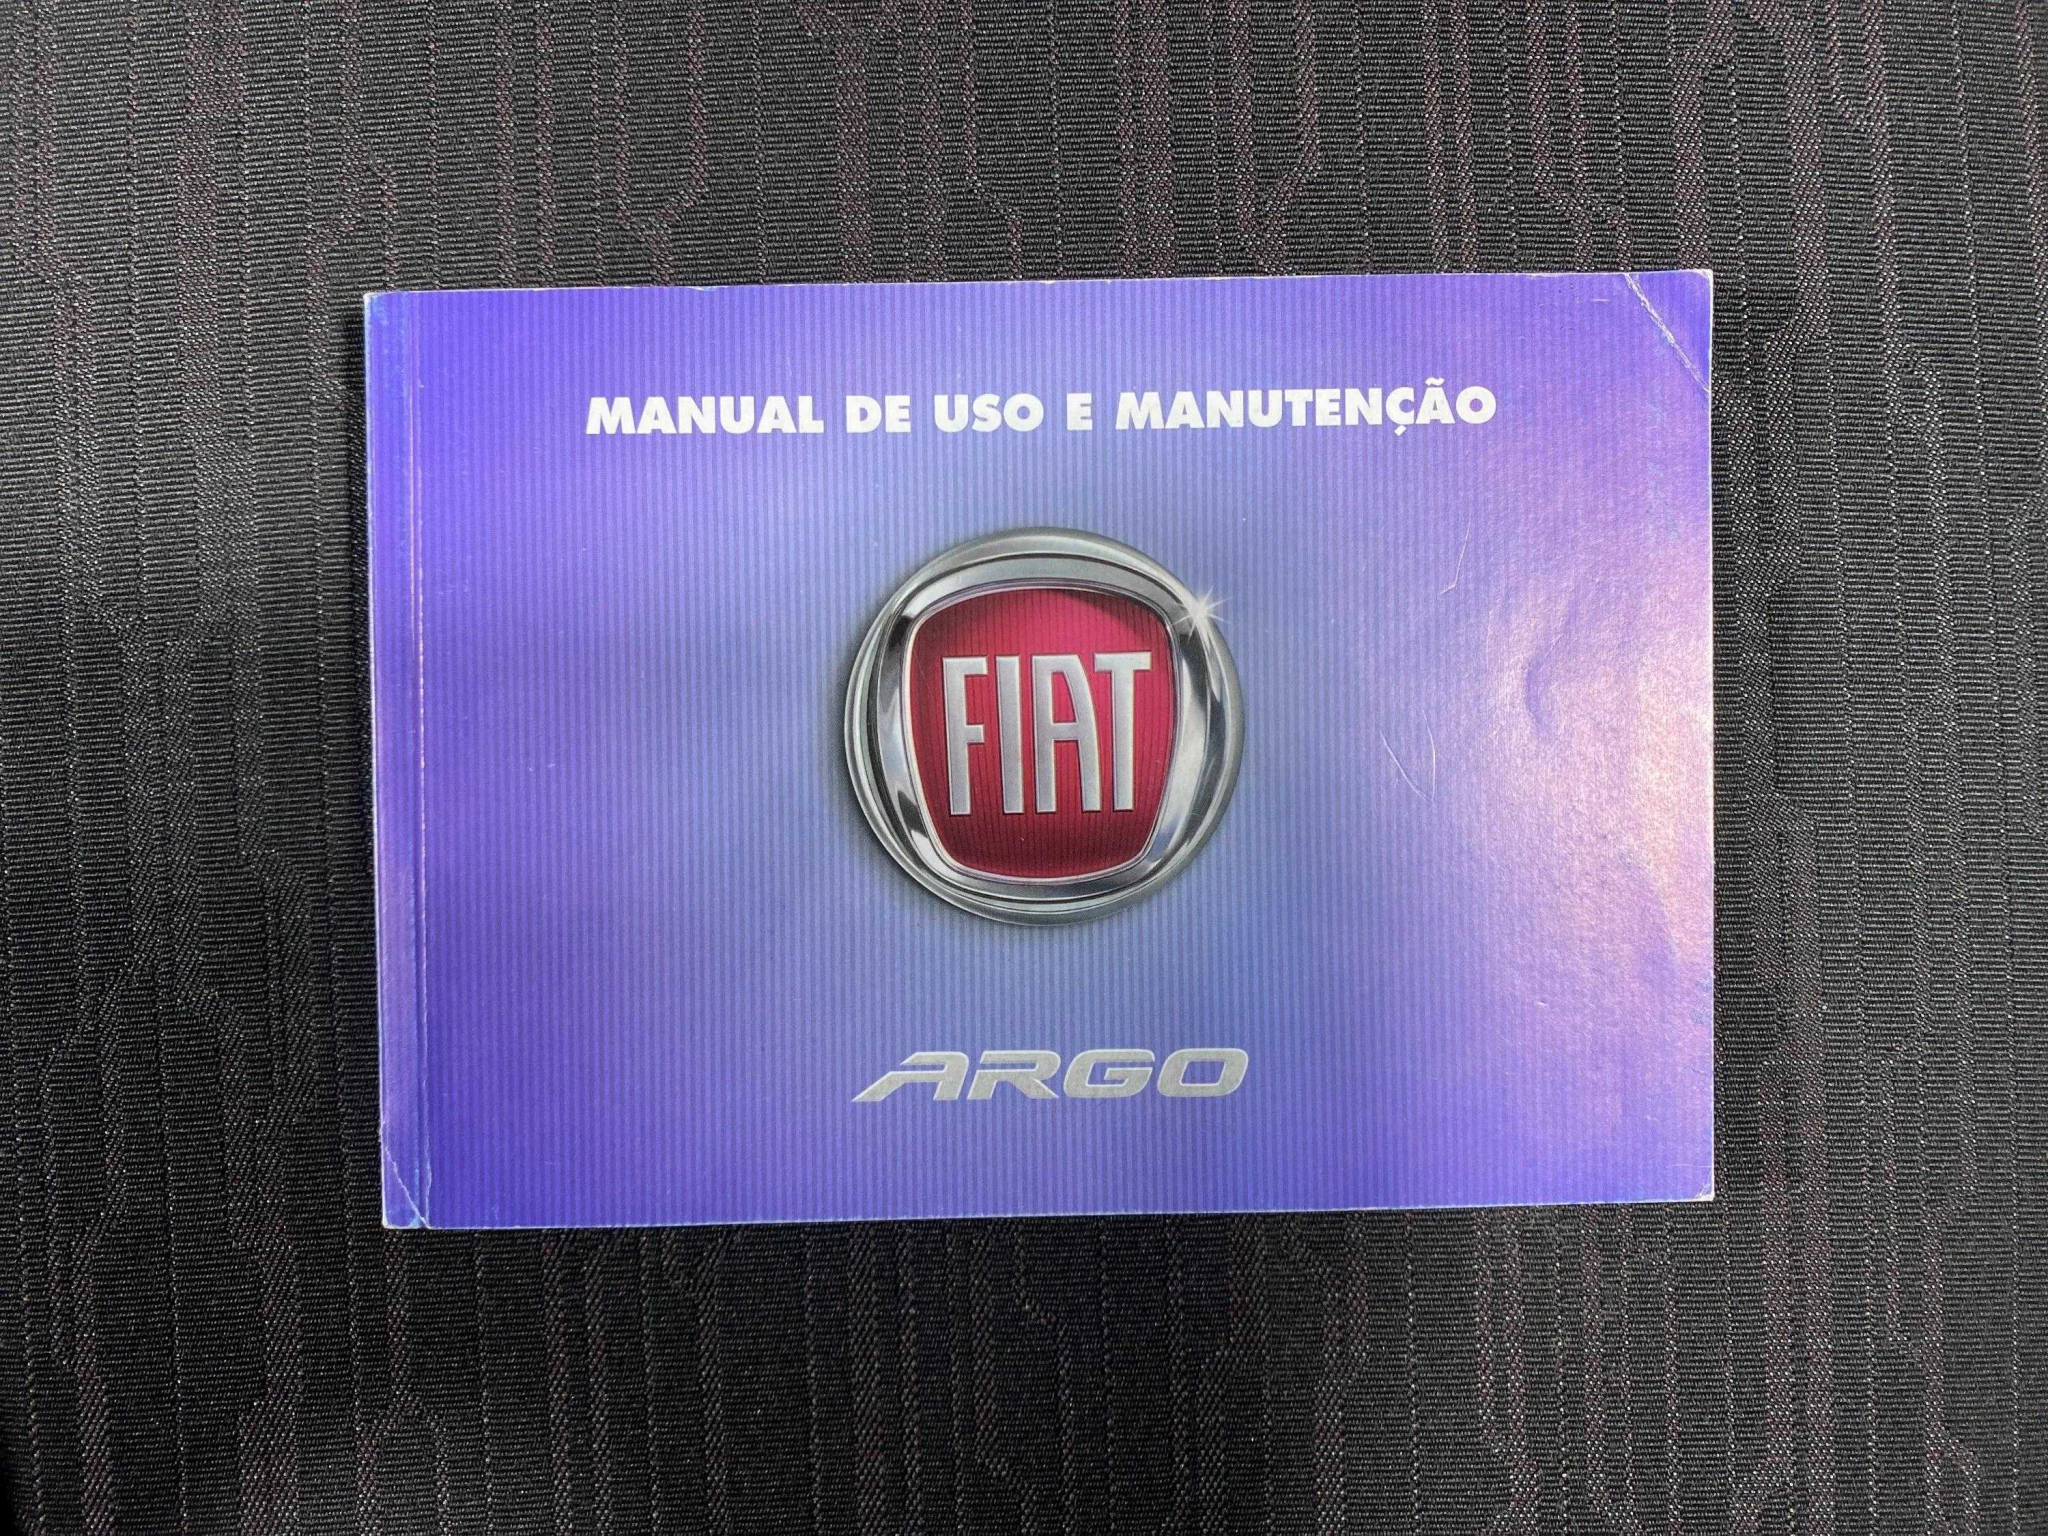 MANUAL DE USO E MANUTENÇÃO
FIAT
ARGO